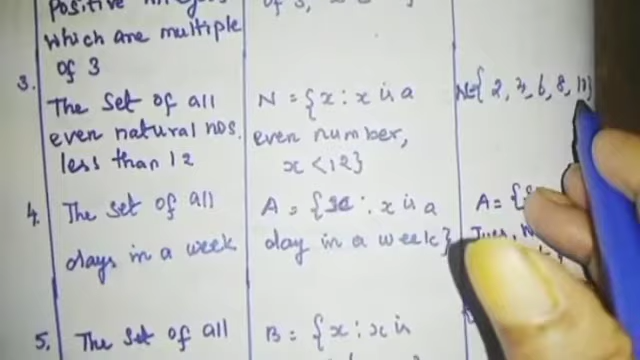 Positive
which are multiple
of 3
3.
The set of all
even natural nos.
less than 12
N = {x : x is a
even number,
x < 12}
N={ 2, 4, 6, 8, 10}
4. The set of all
days in a week
A = {x : x is a
day in a week}
A = {
Tues,
5. The set of all
B = {x : x is